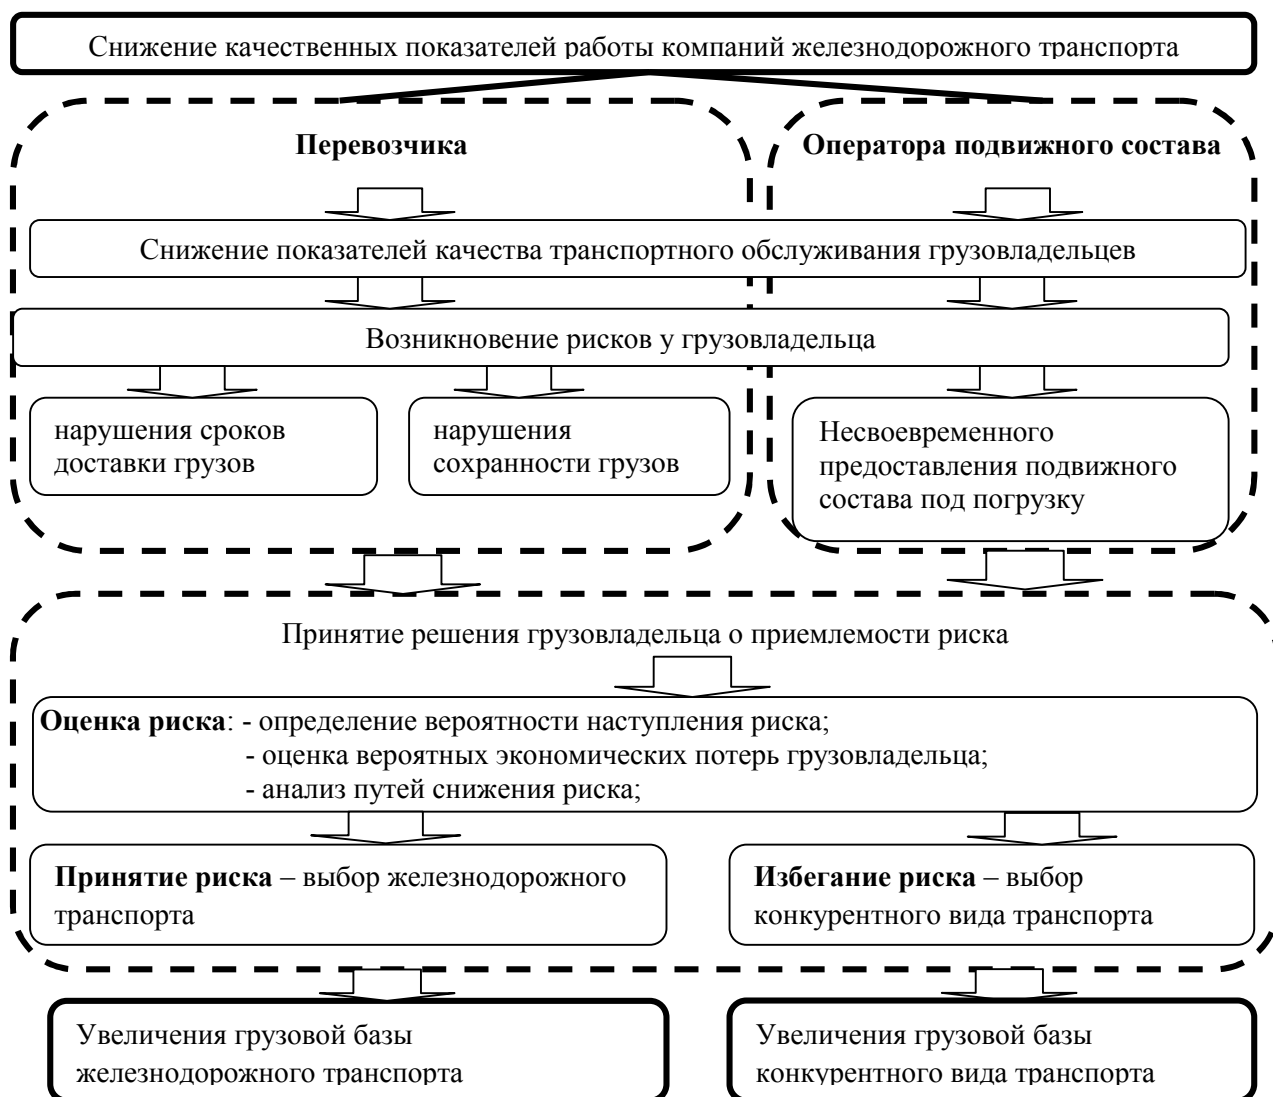 Снижение качественных показателей работы компаний железнодорожного транспорта
Перевозчика
Оператора подвижного состава
Снижение показателей качества транспортного обслуживания грузовладельцев
Возникновение рисков у грузовладельца
нарушения сроков
доставки грузов
нарушения
сохранности грузов
Несвоевременного
предоставления подвижного
состава под погрузку
Принятие решения грузовладельца о приемлемости риска
Оценка риска: - определение вероятности наступления риска;
- оценка вероятных экономических потерь грузовладельца;
- анализ путей снижения риска;
Принятие риска – выбор железнодорожного
транспорта
Избегание риска – выбор
конкурентного вида транспорта
Увеличения грузовой базы
железнодорожного транспорта
Увеличения грузовой базы
конкурентного вида транспорта